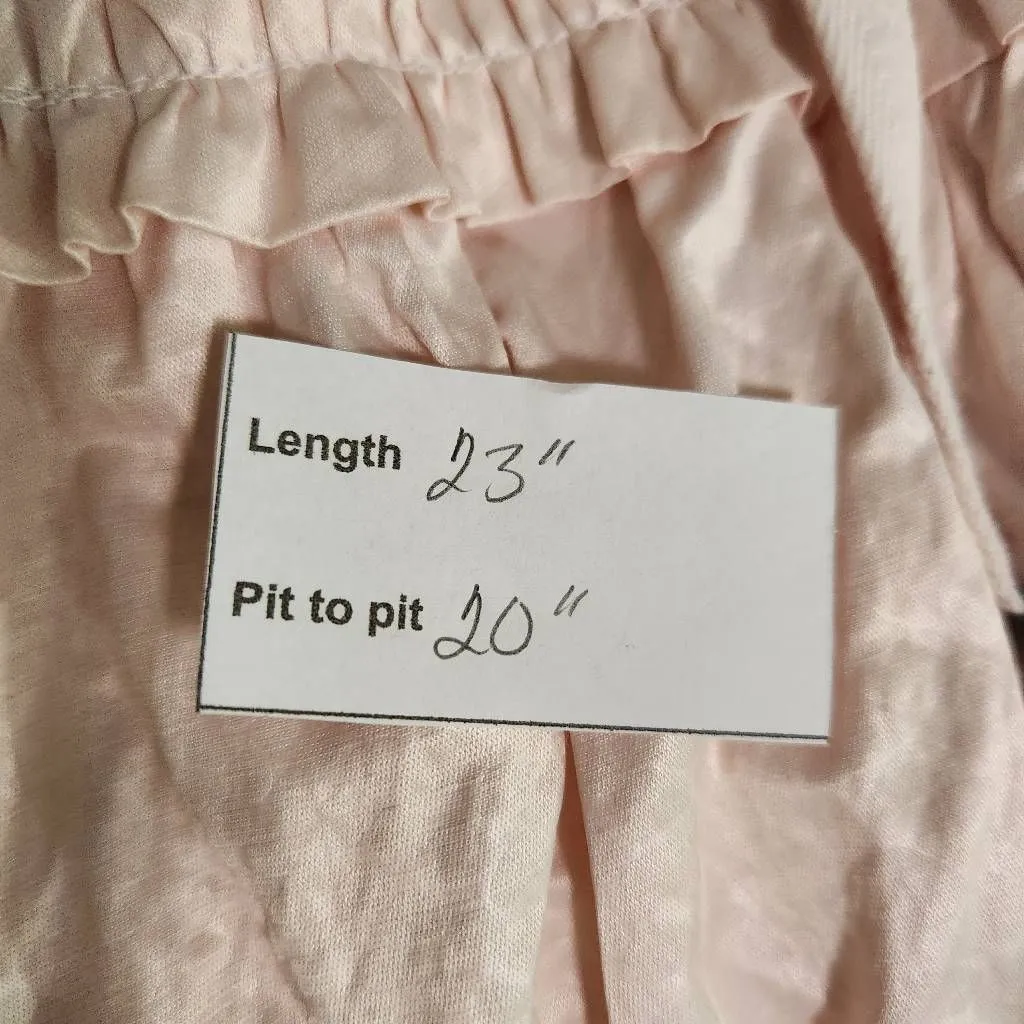 Length 23"
Pit to pit 20"